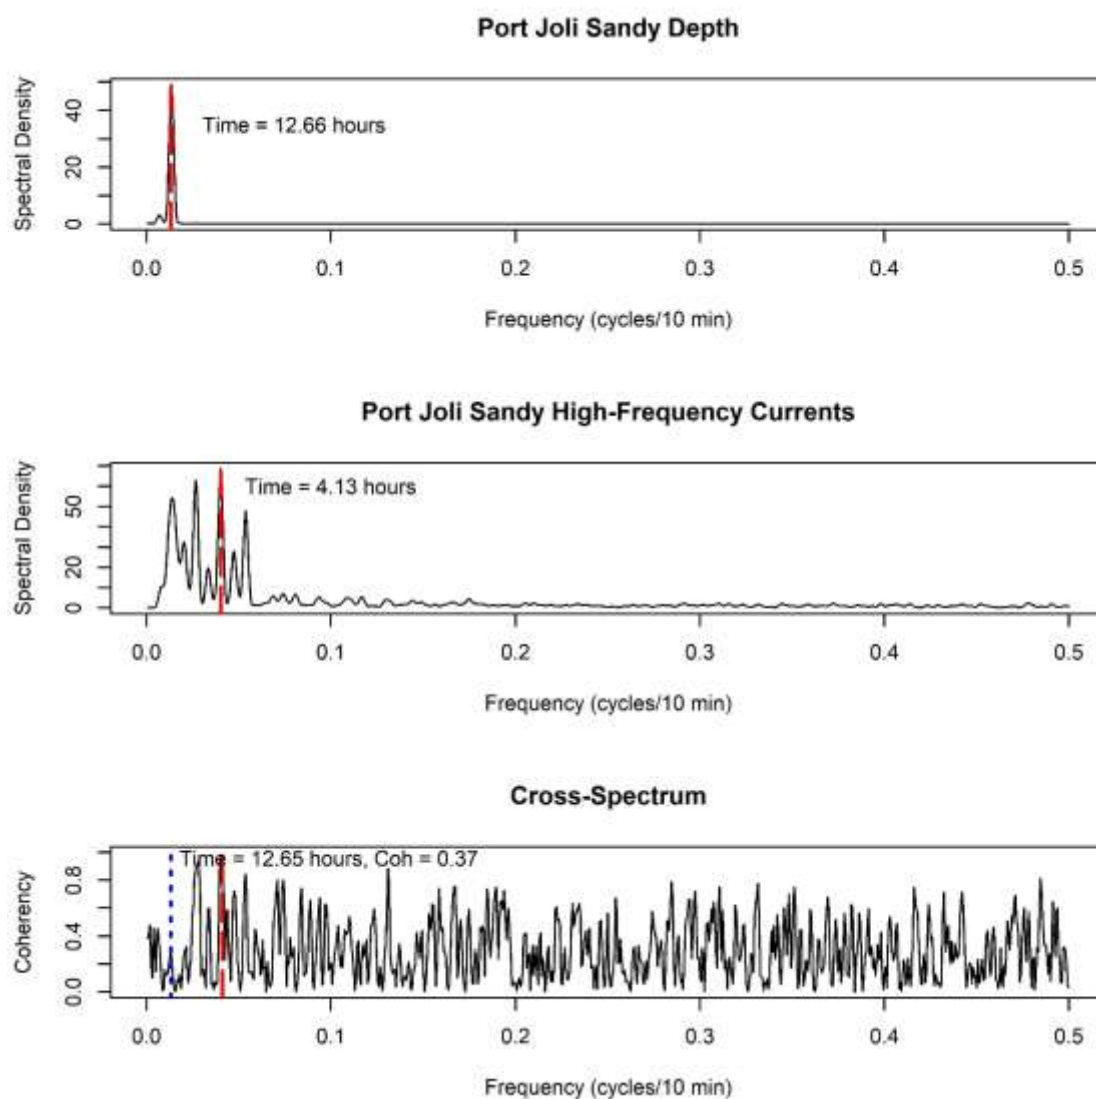 Port Joli Sandy Depth
Spectral Density
0 20 40
Time = 12.66 hours
0.0 0.1 0.2 0.3 0.4 0.5
Frequency (cycles/10 min)
Port Joli Sandy High-Frequency Currents
Spectral Density
0 20 50
Time = 4.13 hours
0.0 0.1 0.2 0.3 0.4 0.5
Frequency (cycles/10 min)
Cross-Spectrum
Coherency
0.0 0.4 0.8
Time = 12.65 hours, Coh = 0.37
0.0 0.1 0.2 0.3 0.4 0.5
Frequency (cycles/10 min)